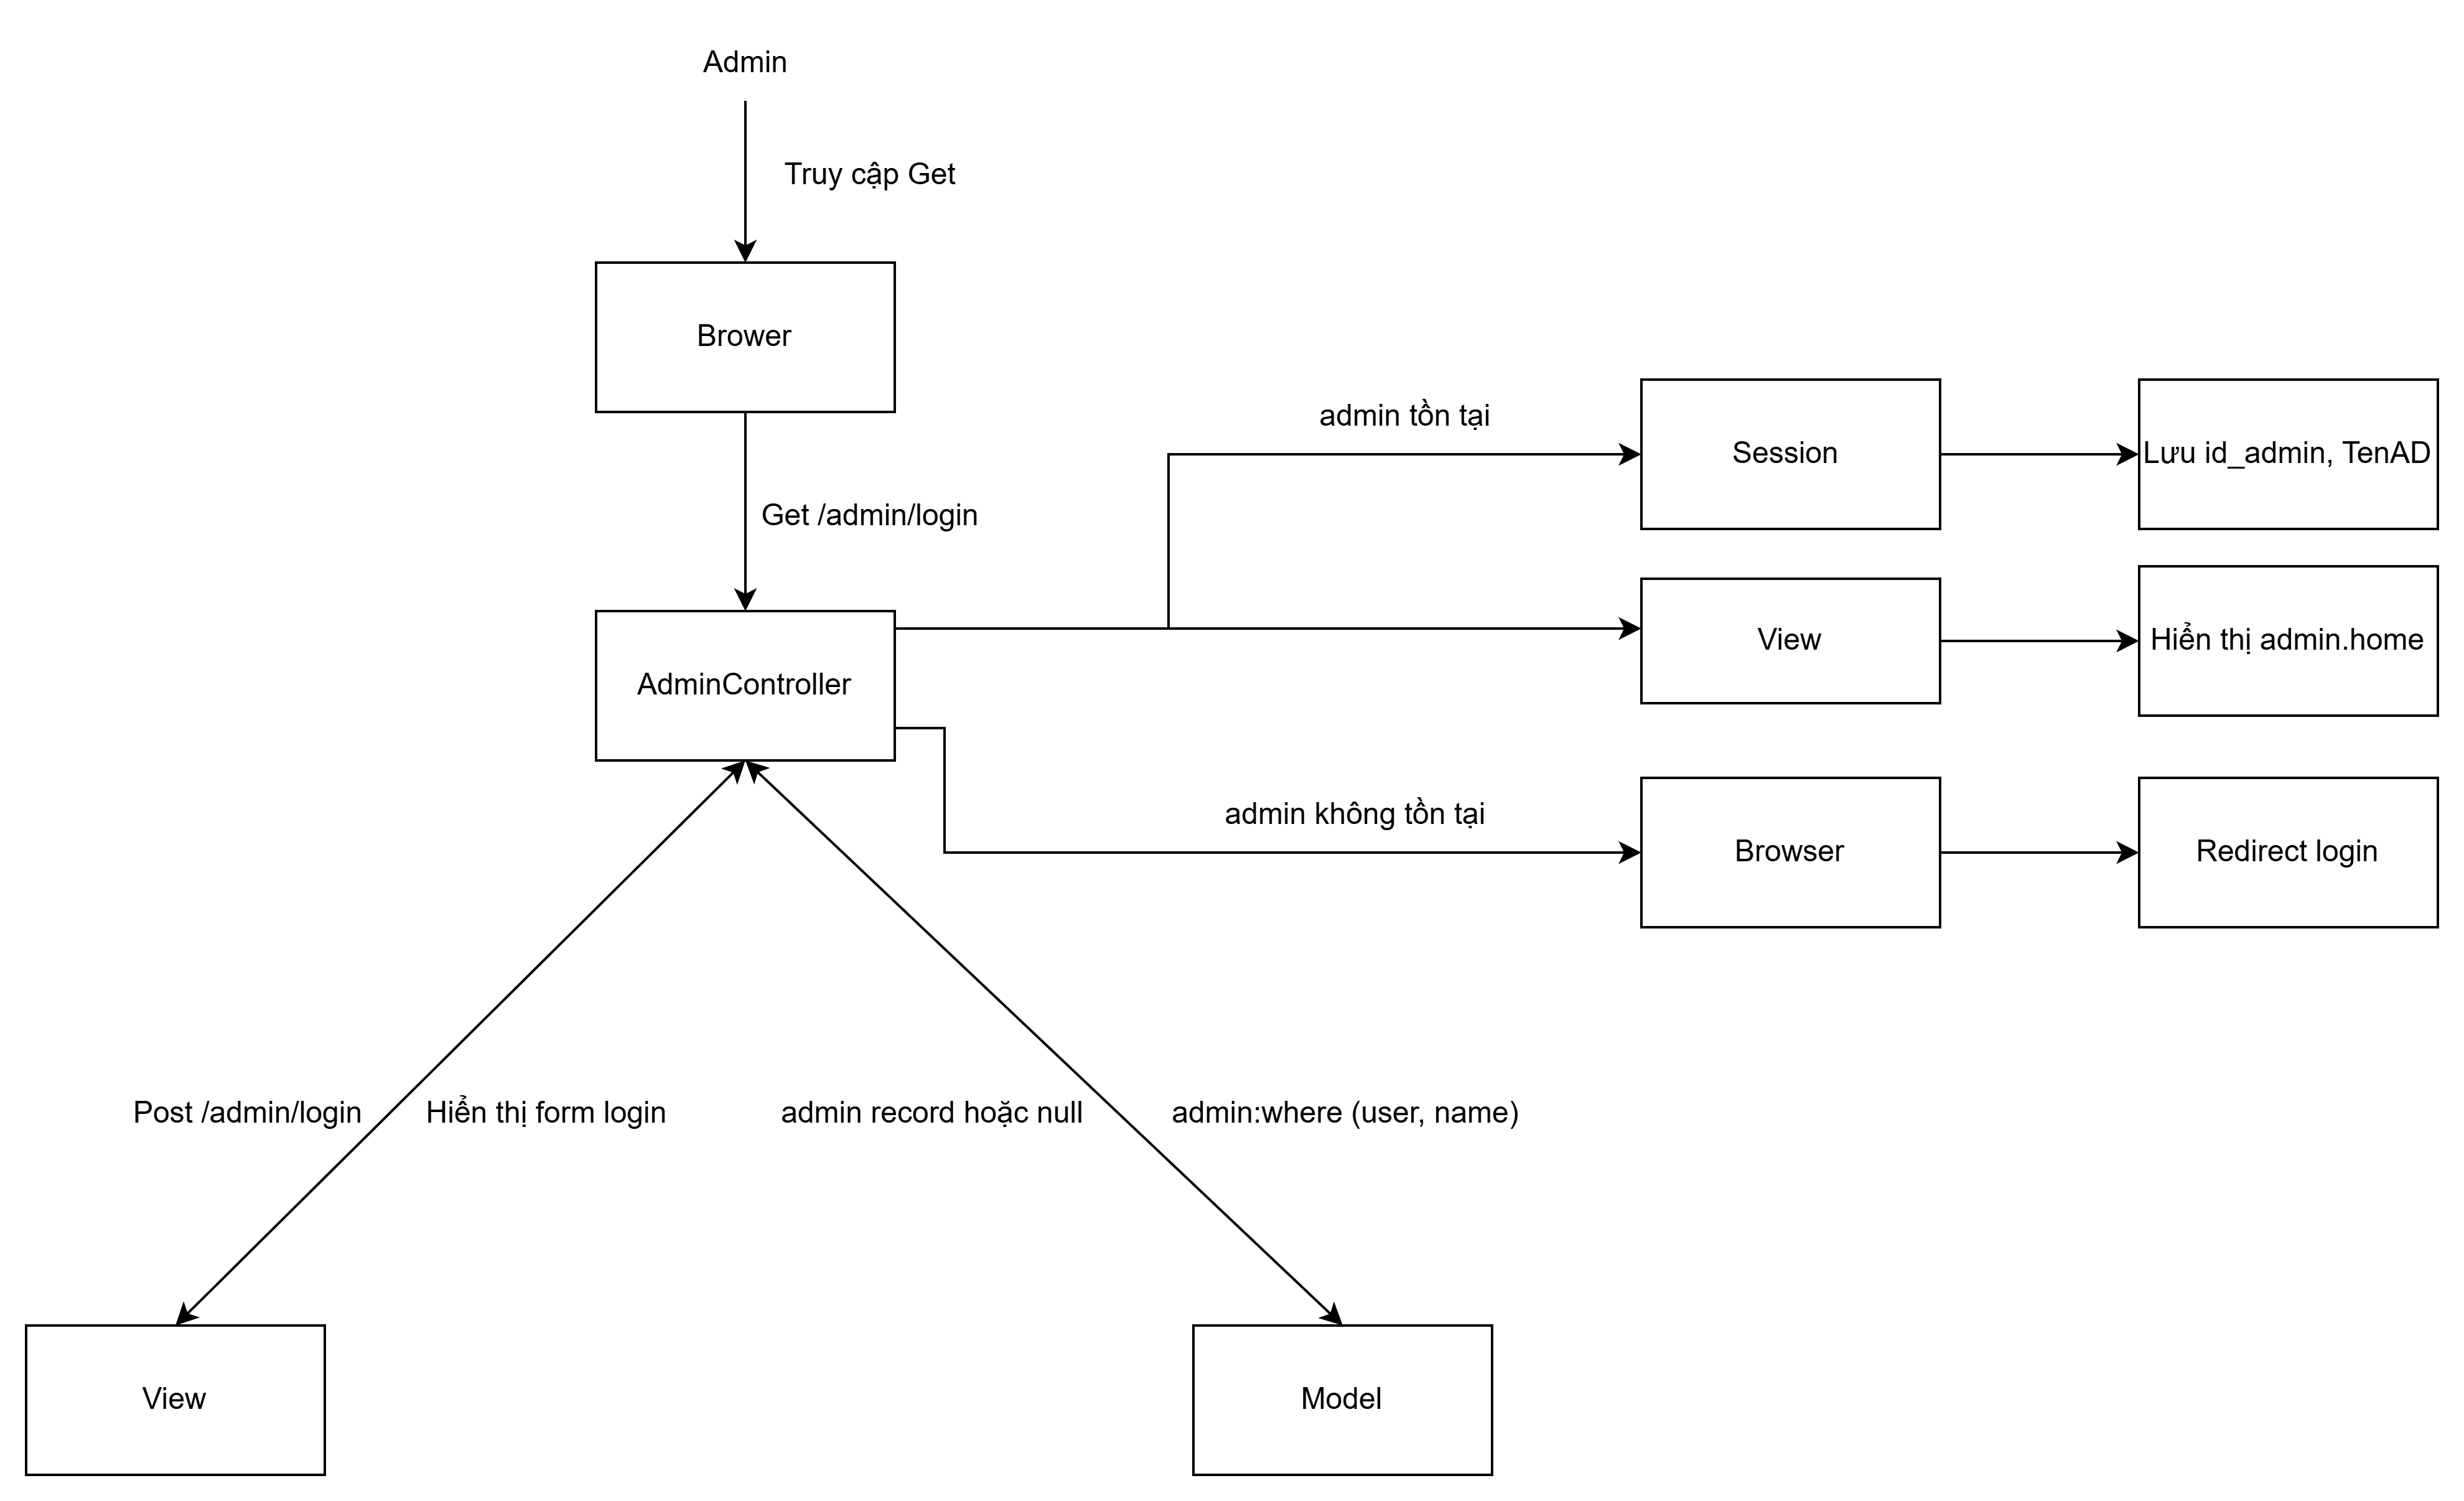 Admin
Truy cập Get
Brower
Get /admin/login
AdminController
admin tồn tại
Session
Lưu id_admin, TenAD
View
Hiển thị admin.home
admin không tồn tại
Browser
Redirect login
Post /admin/login
Hiển thị form login
admin record hoặc null
admin:where (user, name)
View
Model